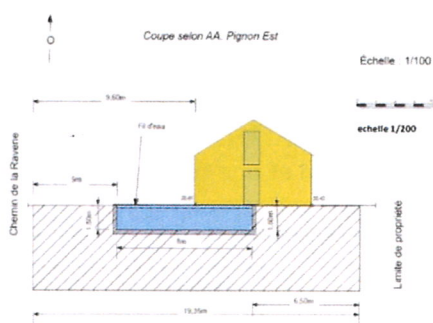 O
Coupe selon AA. Pignon Est
Échelle 1/100
echelle 1/200
9,60m
Fil d'eau
5m
Chemin de la Ravene
Limite de propriété
8m
6,50m
19,35m